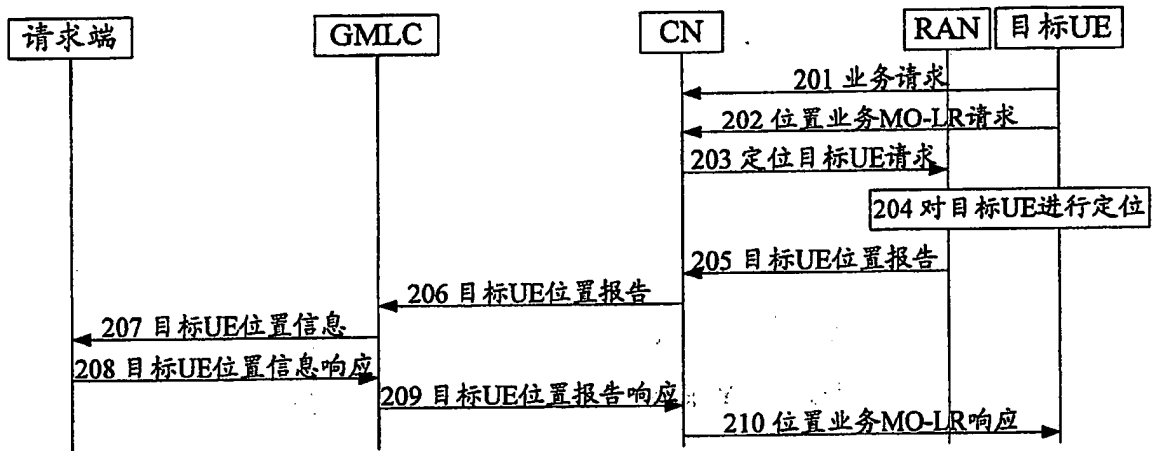 请求端
GMLC
CN
RAN
目标UE
201 业务请求
202 位置业务MO-LR请求
203 定位目标UE请求
204 对目标UE进行定位
205 目标UE位置报告
206 目标UE位置报告
207 目标UE位置信息
208 目标UE位置信息响应
209 目标UE位置报告响应
210 位置业务MO-LR响应